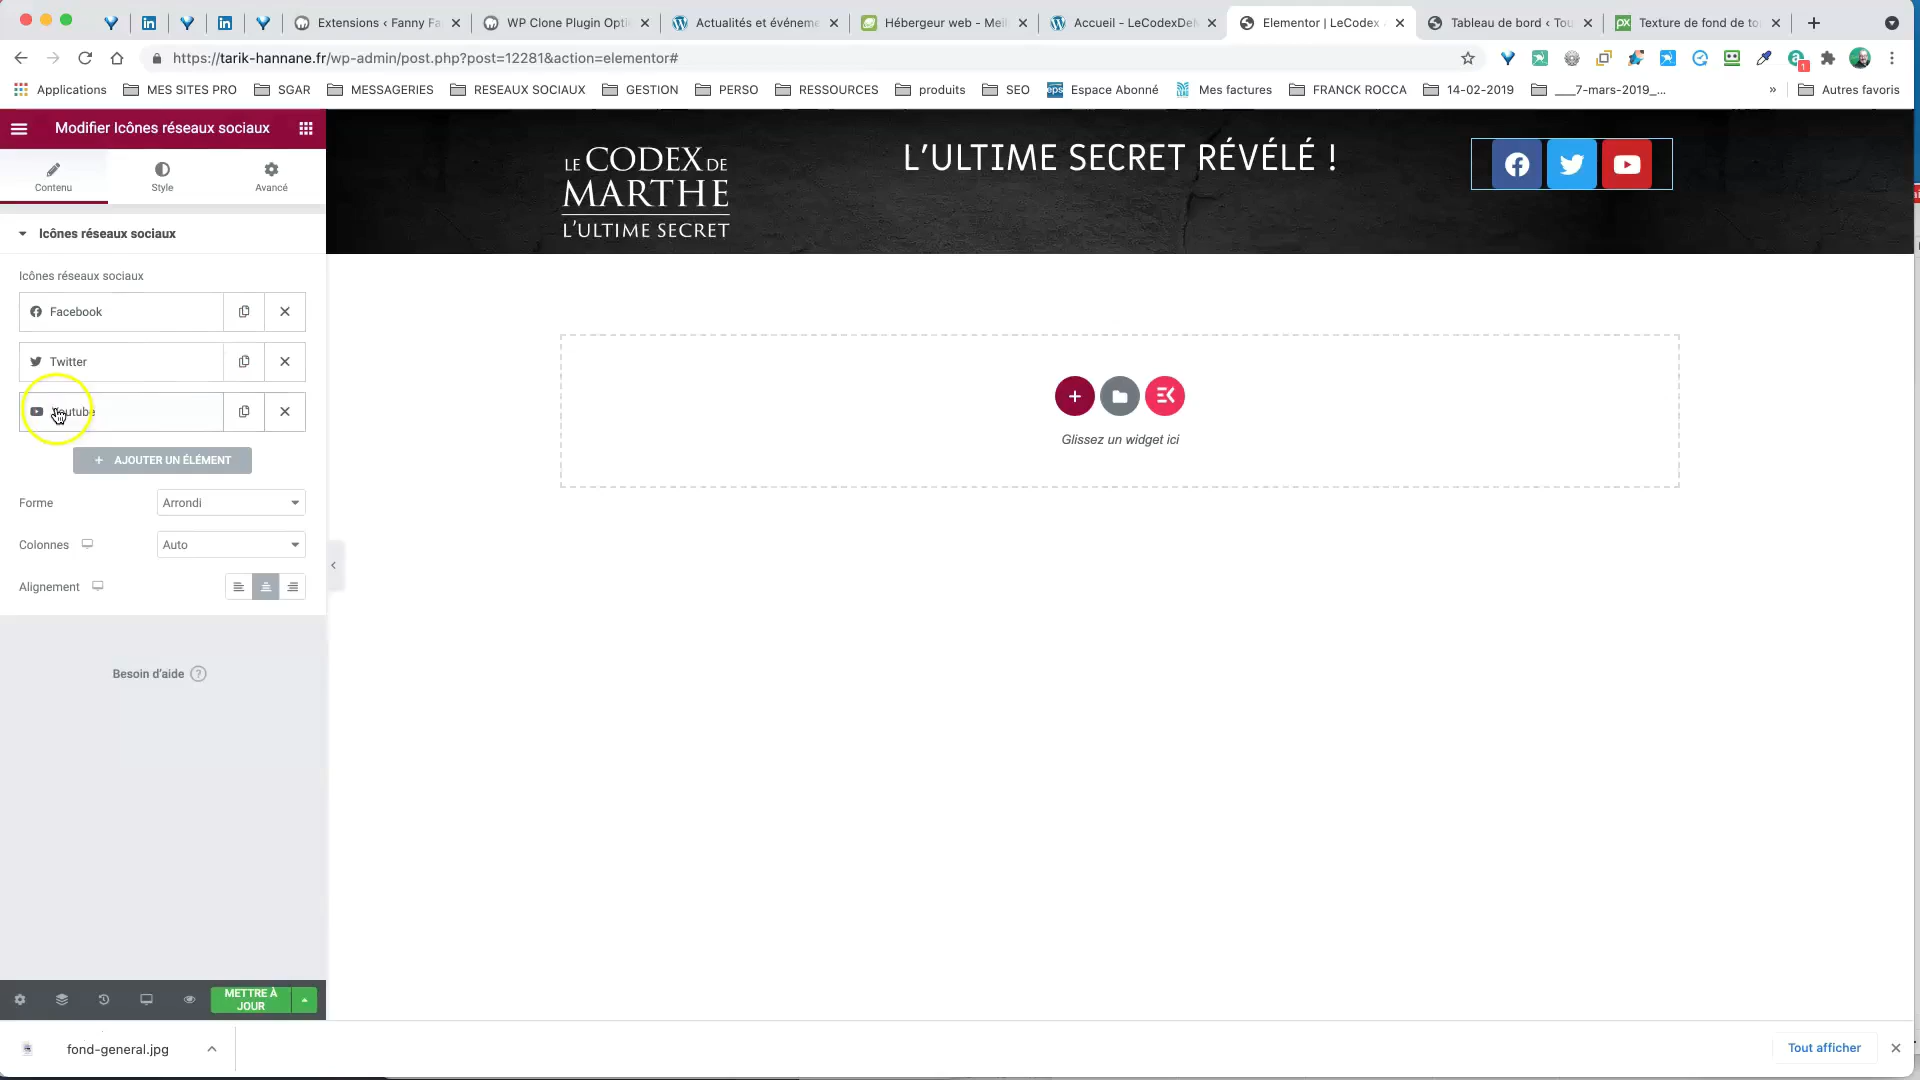 Extensions ‹ Fanny Fa
WP Clone Plugin Opti
Actualités et événeme
Hébergeur web - Mei
Accueil - LeCodexDeM
Elementor | LeCodex
Tableau de bord ‹ Tou
Texture de fond de to
https://tarik-hannane.fr/wp-admin/post.php?post=12281&action=elementor#
1
Applications
MES SITES PRO
SGAR
MESSAGERIES
RESEAUX SOCIAUX
GESTION
PERSO
RESSOURCES
produits
SEO
eps Espace Abonné
Mes factures
FRANCK ROCCA
14-02-2019
____7-mars-2019_...
»
Autres favoris
Modifier Icônes réseaux sociaux
Contenu
Style
Avancé
Icônes réseaux sociaux
Icônes réseaux sociaux
Facebook
Twitter
Youtube
+ AJOUTER UN ÉLÉMENT
Forme
Arrondi
Colonnes
Auto
Alignement
Besoin d'aide ?
METTRE À
JOUR
LE CODEX DE
MARTHE
L'ULTIME SECRET
L'ULTIME SECRET RÉVÉLÉ !
Glissez un widget ici
fond-general.jpg
Tout afficher